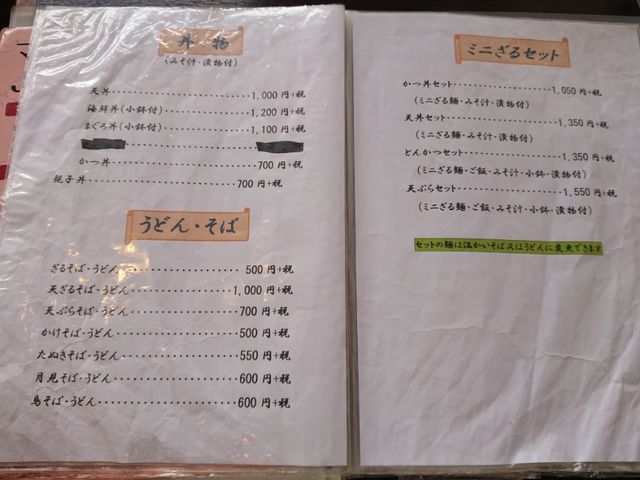 丼 物
(みそ汁・漬物付)
天丼・・・・・・・・・・・・・・・・1,000円+税
海鮮丼(小鉢付)・・・・・・・・・・1,200円+税
まぐろ丼(小鉢付)・・・・・・・・・1,100円+税
かつ丼・・・・・・・・・・・・・・・700円+税
親子丼・・・・・・・・・・・・・・・700円+税
うどん・そば
ざるそば・うどん・・・・・・・・・・500円+税
天ざるそば・うどん・・・・・・・・・1,000円+税
天ぷらそば・うどん・・・・・・・・・700円+税
かけそば・うどん・・・・・・・・・・500円+税
たぬきそば・うどん・・・・・・・・・550円+税
月見そば・うどん・・・・・・・・・・600円+税
鳥そば・うどん・・・・・・・・・・・600円+税
ミニざるセット
かつ丼セット・・・・・・・・・・・・1,050円+税
(ミニざる麺・みそ汁・漬物付)
天丼セット・・・・・・・・・・・・・1,350円+税
(ミニざる麺・みそ汁・漬物付)
とんかつセット・・・・・・・・・・・1,350円+税
(ミニざる麺・ご飯・みそ汁・小鉢・漬物付)
天ぷらセット・・・・・・・・・・・・1,550円+税
(ミニざる麺・ご飯・みそ汁・小鉢・漬物付)
セットの麺は温かいそば又はうどんに変更できます